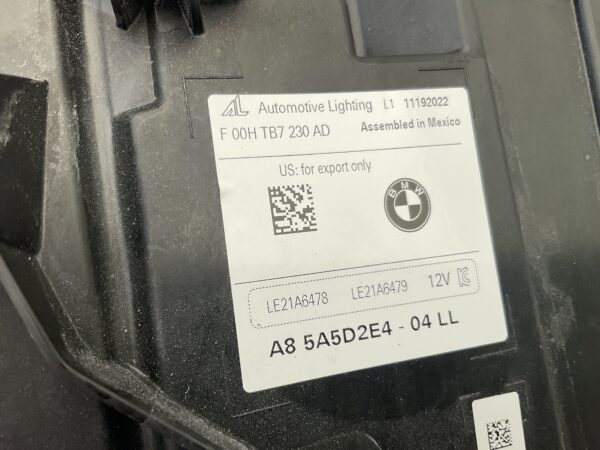 AL Automotive Lighting L1 11192022
F 00H TB7 230 AD Assembled in Mexico
US: for export only
BMW
LE21A6478 LE21A6479 12V
A8 5A5D2E4 - 04 LL